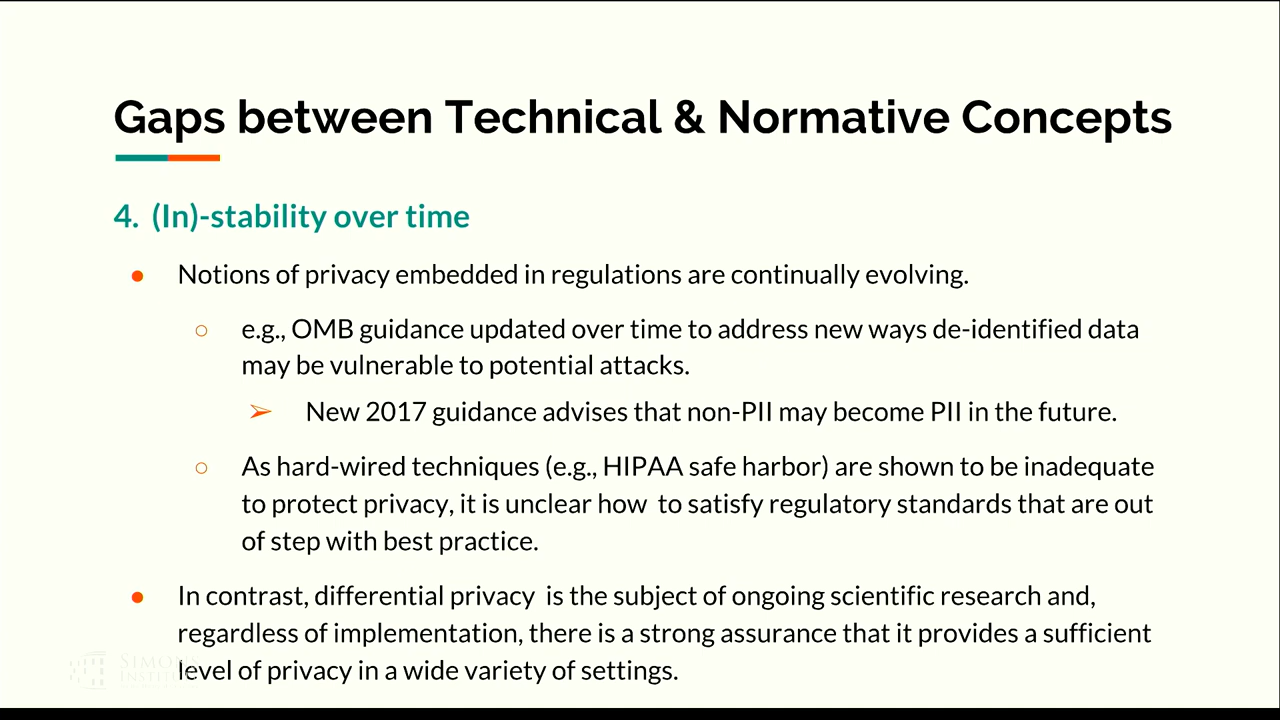 Gaps between Technical & Normative Concepts
4. (In)-stability over time
● Notions of privacy embedded in regulations are continually evolving.
○ e.g., OMB guidance updated over time to address new ways de-identified data
may be vulnerable to potential attacks.
➢ New 2017 guidance advises that non-PII may become PII in the future.
○ As hard-wired techniques (e.g., HIPAA safe harbor) are shown to be inadequate
to protect privacy, it is unclear how to satisfy regulatory standards that are out
of step with best practice.
● In contrast, differential privacy is the subject of ongoing scientific research and,
regardless of implementation, there is a strong assurance that it provides a sufficient
level of privacy in a wide variety of settings.
SIMONS
INSTITUTE